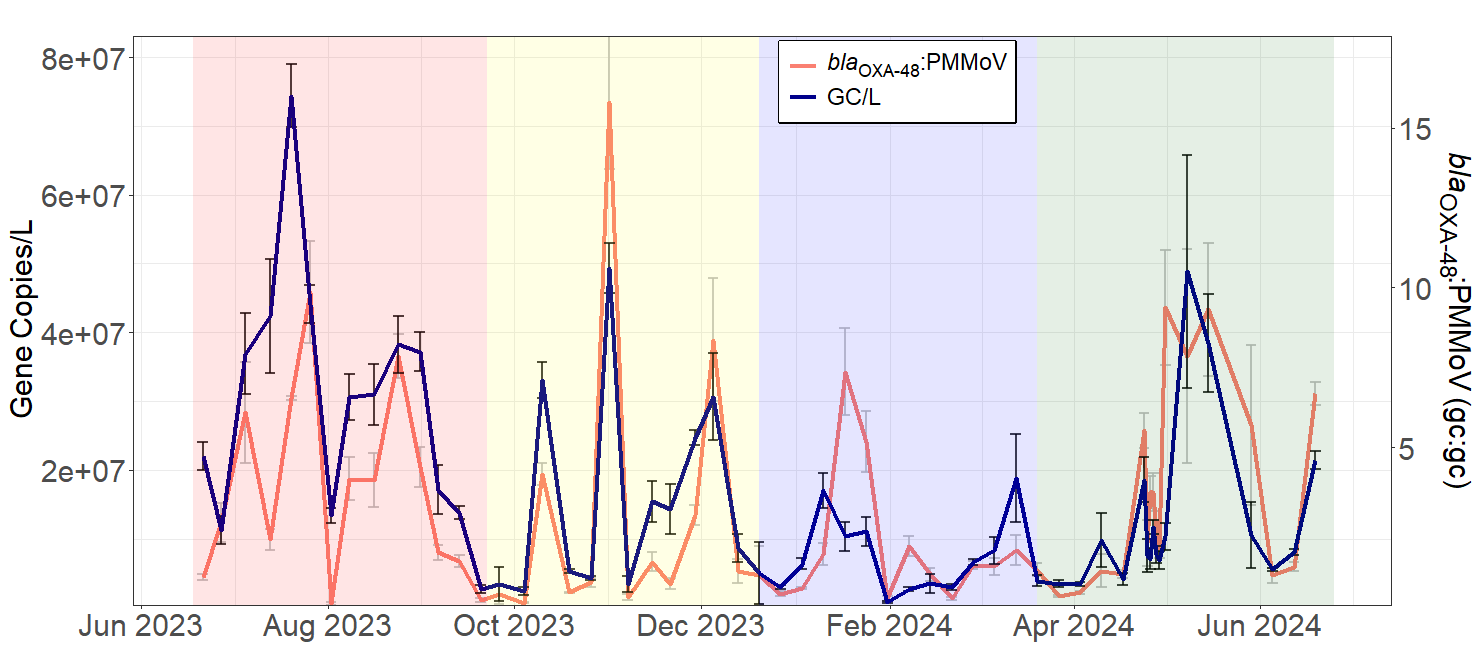 Gene Copies/L
8e+07
6e+07
4e+07
2e+07
blaOXA-48:PMMoV
GC/L
15
10
5
blaOXA-48:PMMoV (gc:gc)
Jun 2023
Aug 2023
Oct 2023
Dec 2023
Feb 2024
Apr 2024
Jun 2024